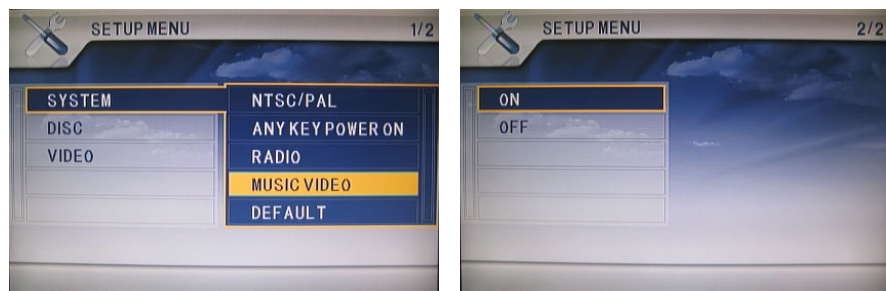 SETUP MENU 1/2
SYSTEM
DISC
VIDEO
NTSC/PAL
ANY KEY POWER ON
RADIO
MUSIC VIDEO
DEFAULT
SETUP MENU 2/2
ON
OFF